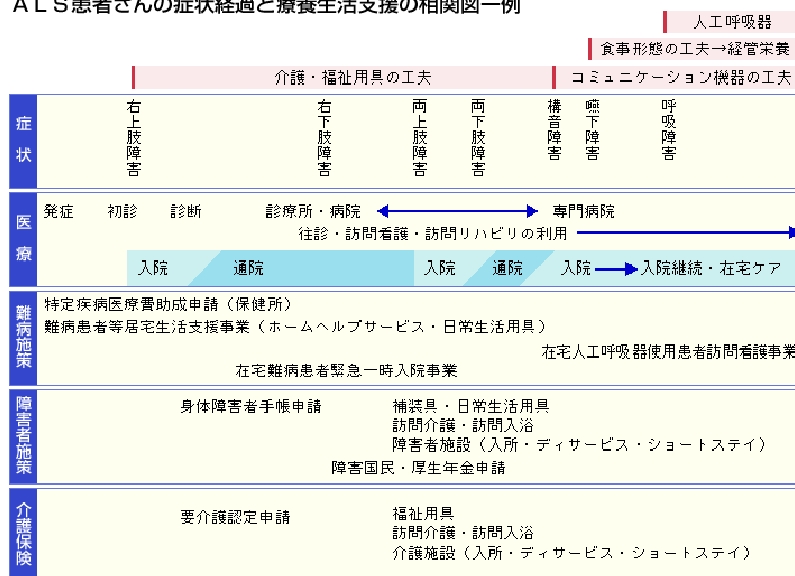 ALS患者さんの症状経過と療養生活支援の相関図一例
人工呼吸器
食事形態の工夫→経管栄養
介護・福祉用具の工夫
コミュニケーション機器の工夫
症状
右上肢障害
右下肢障害
両上肢障害
両下肢障害
構音障害
嚥下障害
呼吸障害
医療
発症 初診 診断 診療所・病院 専門病院
往診・訪問看護・訪問リハビリの利用
入院 通院 入院 通院 入院 入院継続・在宅ケア
難病施策
特定疾病医療費助成申請（保健所）
難病患者等居宅生活支援事業（ホームヘルプサービス・日常生活用具）
在宅人工呼吸器使用患者訪問看護事業
在宅難病患者緊急一時入院事業
障害者施策
身体障害者手帳申請 補装具・日常生活用具
訪問介護・訪問入浴
障害者施設（入所・ディサービス・ショートステイ）
障害国民・厚生年金申請
介護保険
要介護認定申請 福祉用具
訪問介護・訪問入浴
介護施設（入所・ディサービス・ショートステイ）